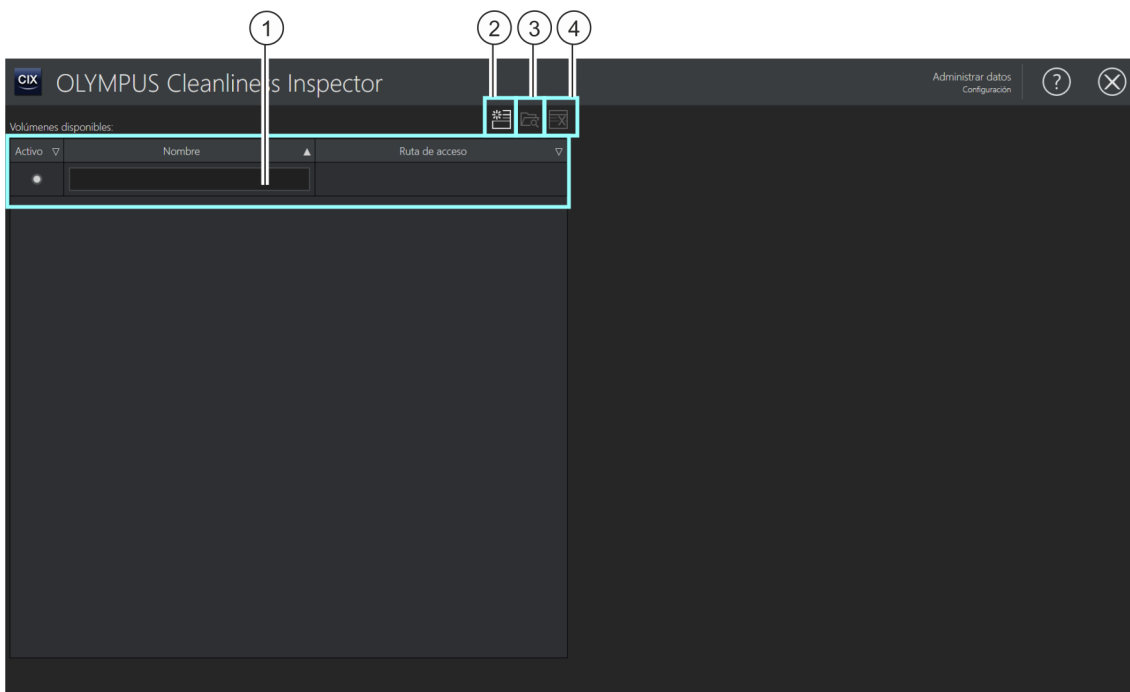 1 2 3 4
CIX OLYMPUS Cleanliness Inspector
Administrar datos
Configuración
?
Volúmenes disponibles:
Activo Nombre Ruta de acceso